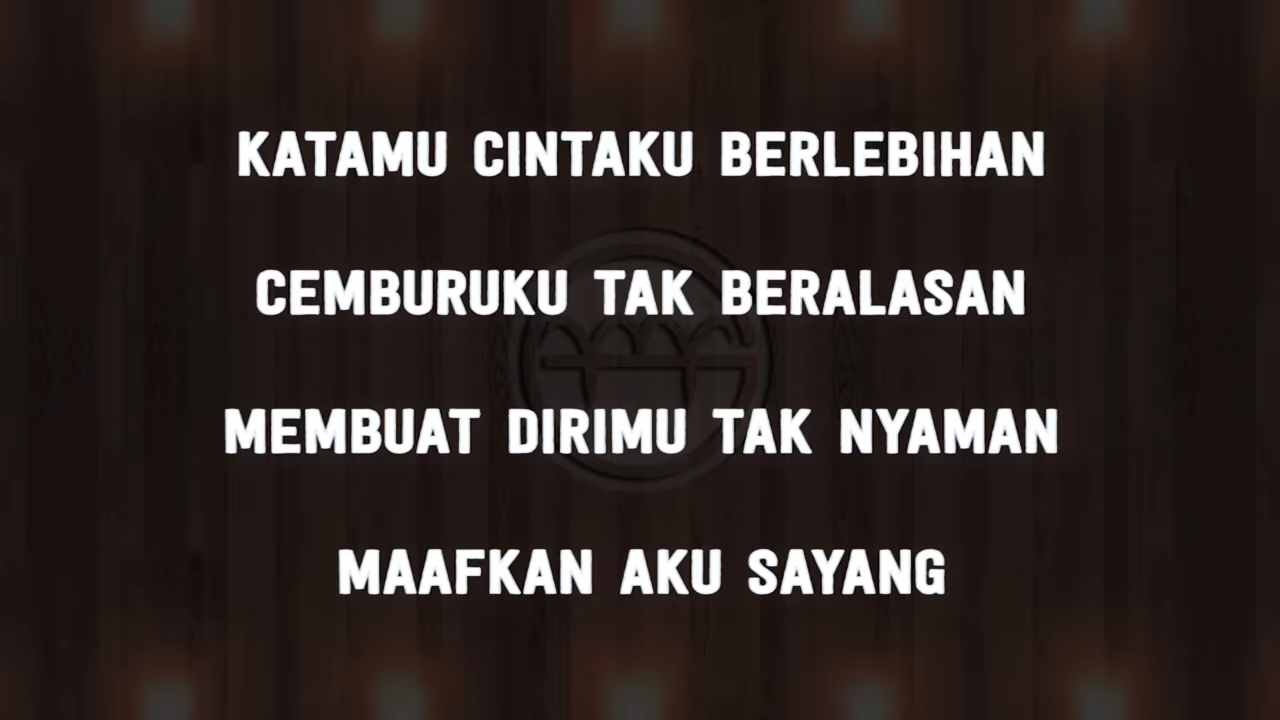 KATAMU CINTAKU BERLEBIHAN
CEMBURUKU TAK BERALASAN
MEMBUAT DIRIMU TAK NYAMAN
MAAFKAN AKU SAYANG